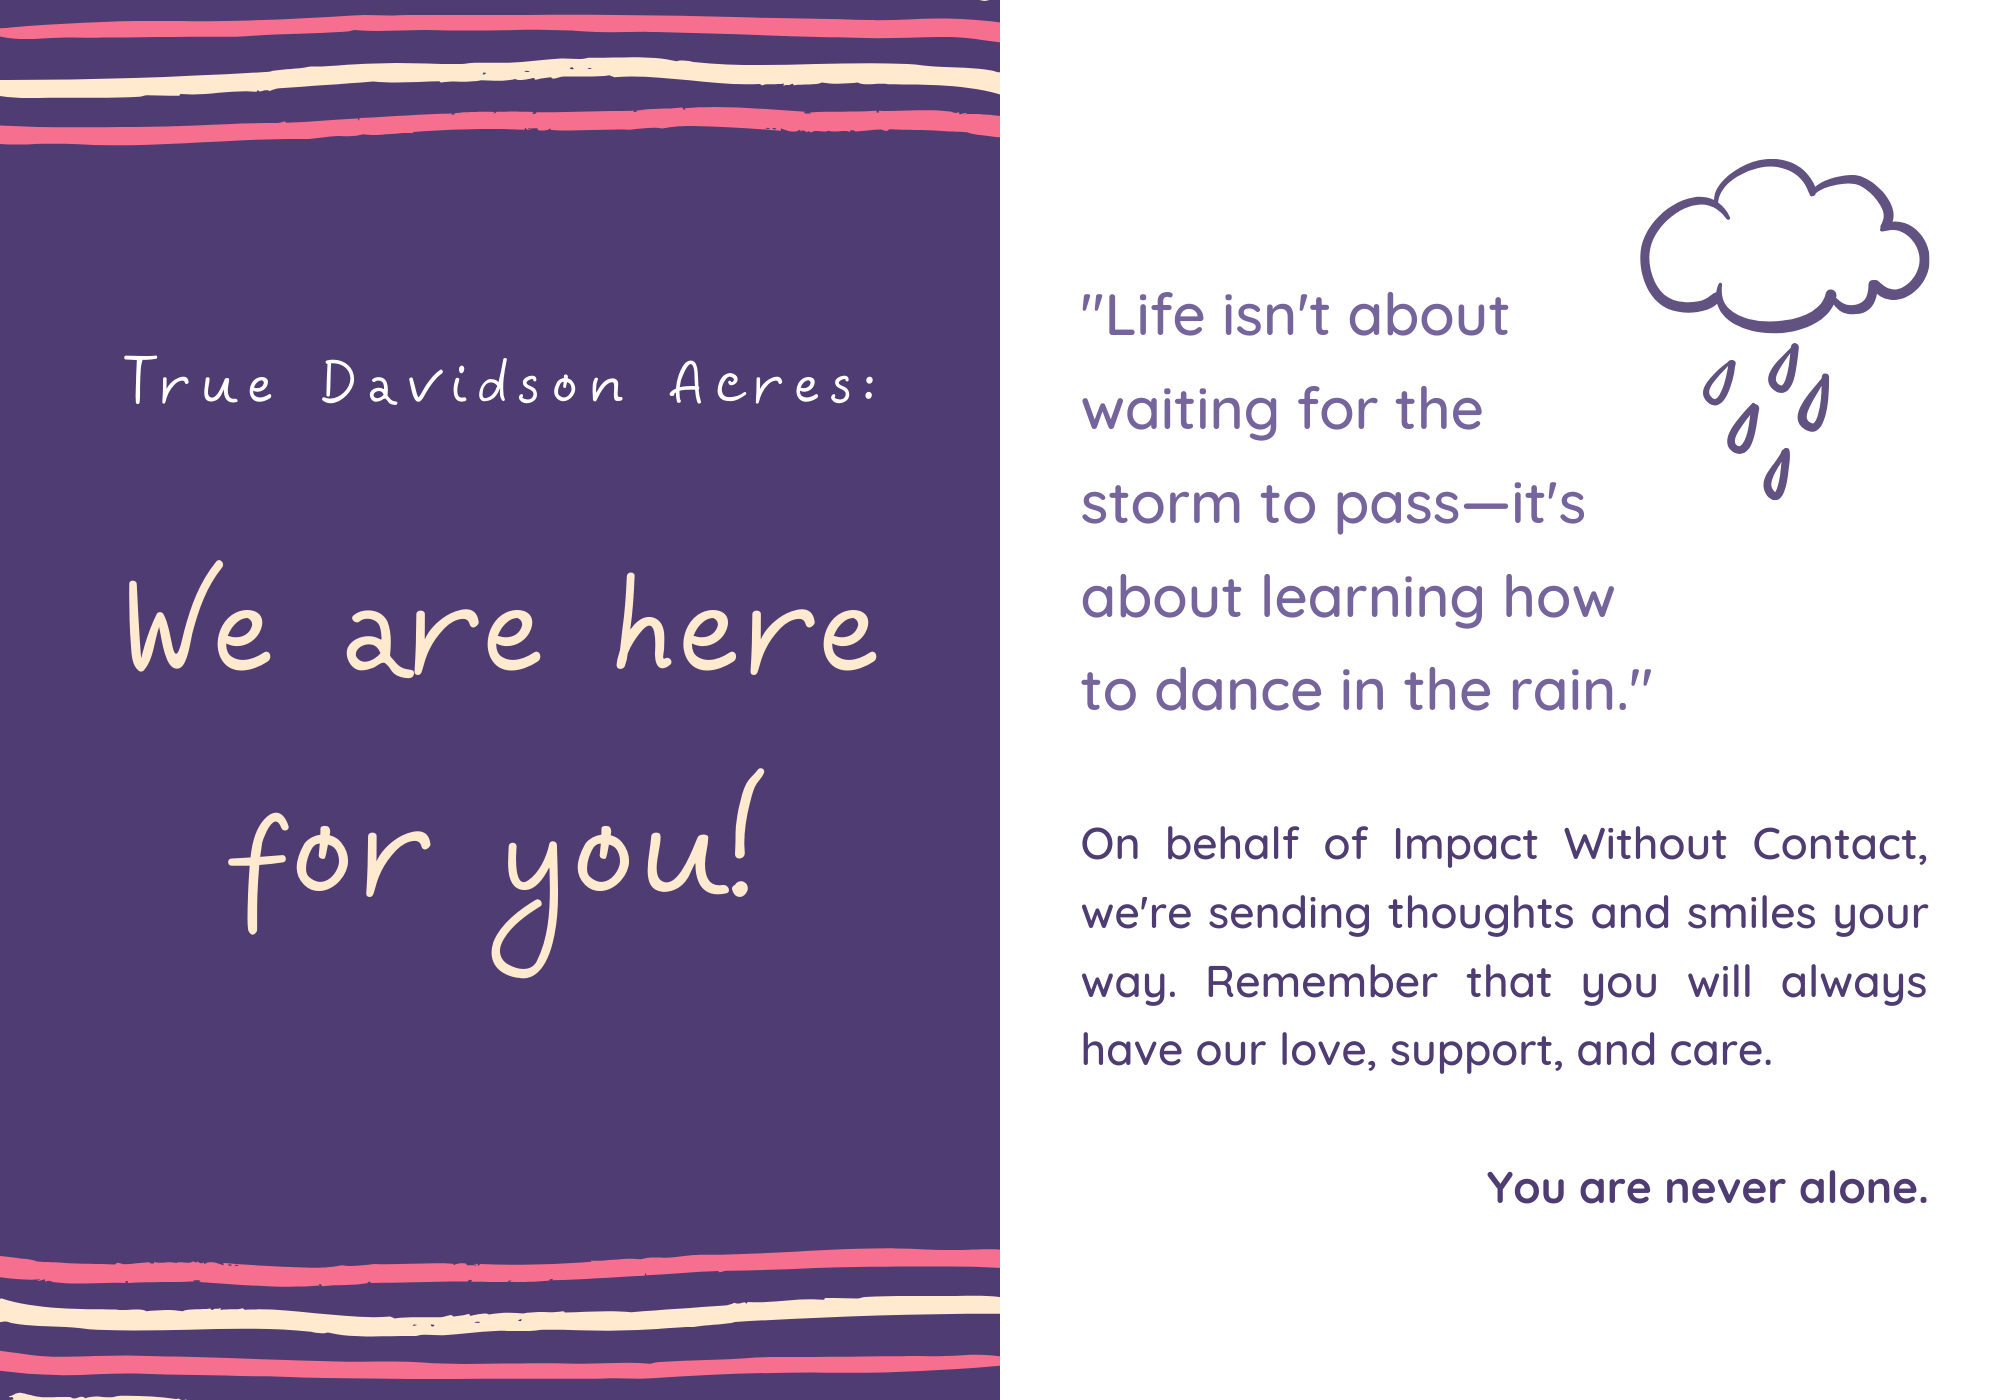 True Davidson Acres:
We are here
for you!
"Life isn't about
waiting for the
storm to pass—it's
about learning how
to dance in the rain."
On behalf of Impact Without Contact,
we're sending thoughts and smiles your
way. Remember that you will always
have our love, support, and care.
You are never alone.